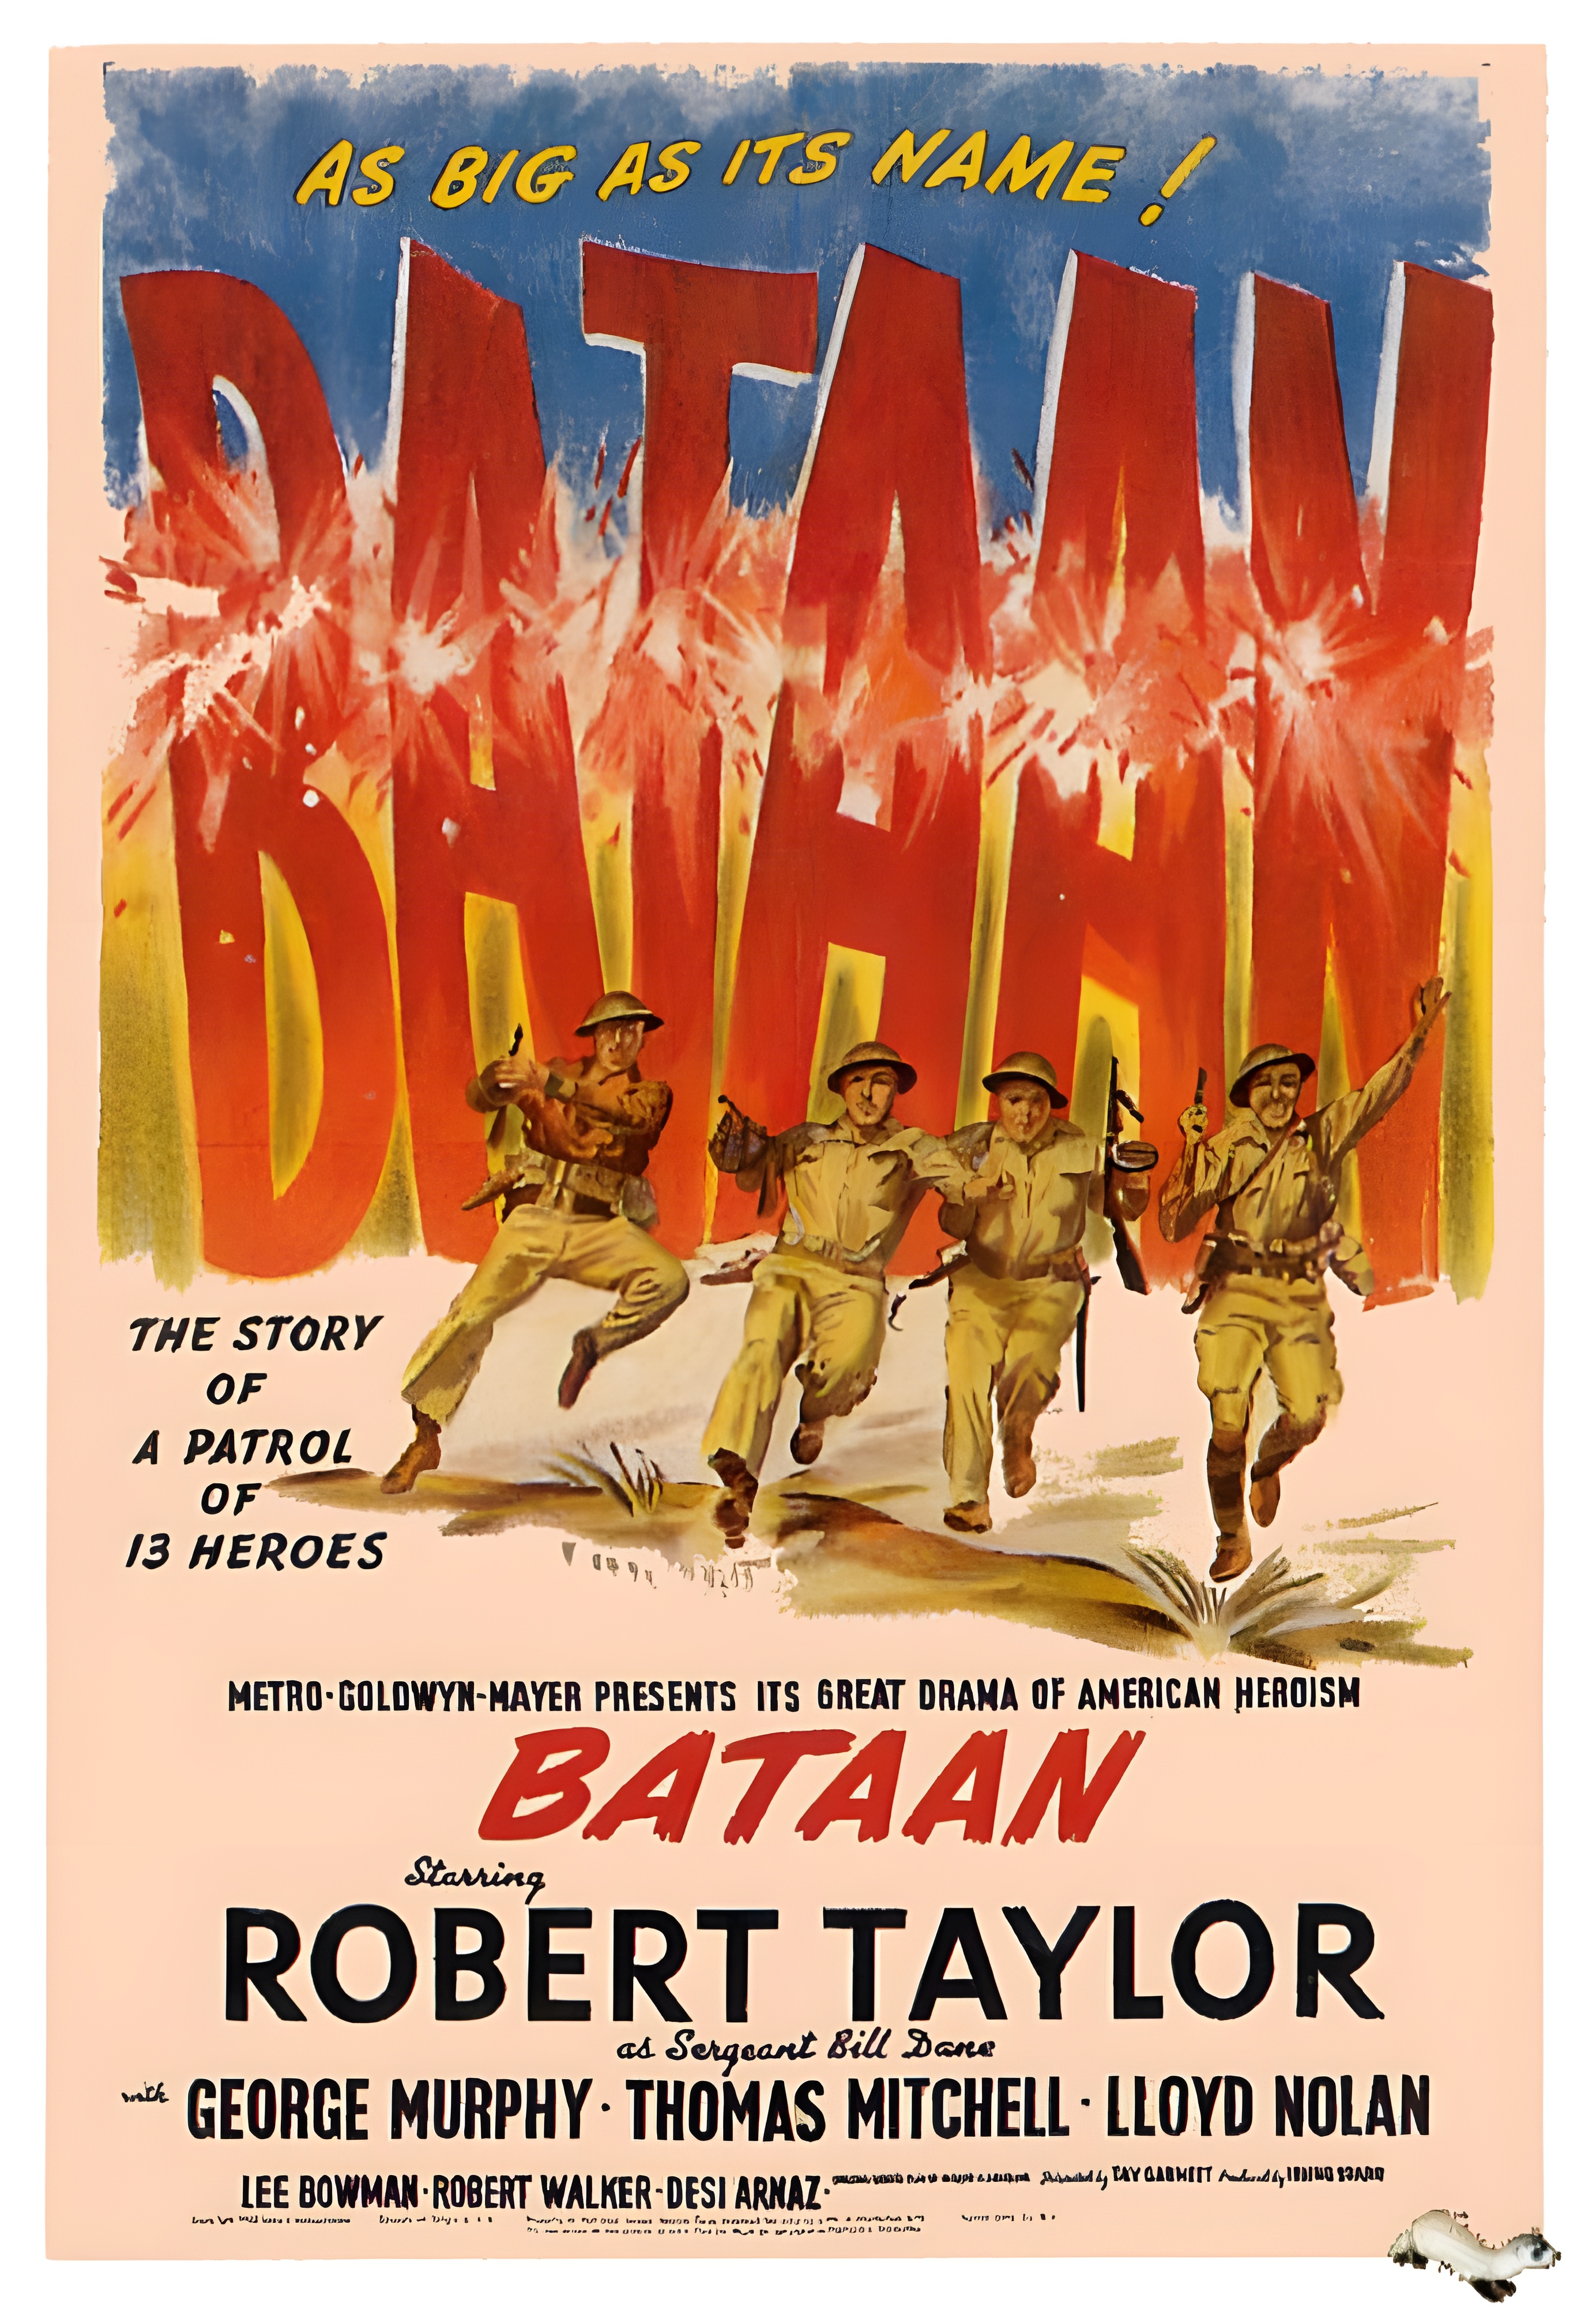 AS BIG AS ITS NAME!
BATAAN
THE STORY
OF
A PATROL
OF
13 HEROES
METRO-GOLDWYN-MAYER PRESENTS ITS GREAT DRAMA OF AMERICAN HEROISM
BATAAN
Starring
ROBERT TAYLOR
as Sergeant Bill Dane
with GEORGE MURPHY · THOMAS MITCHELL · LLOYD NOLAN
LEE BOWMAN · ROBERT WALKER · DESI ARNAZ ·